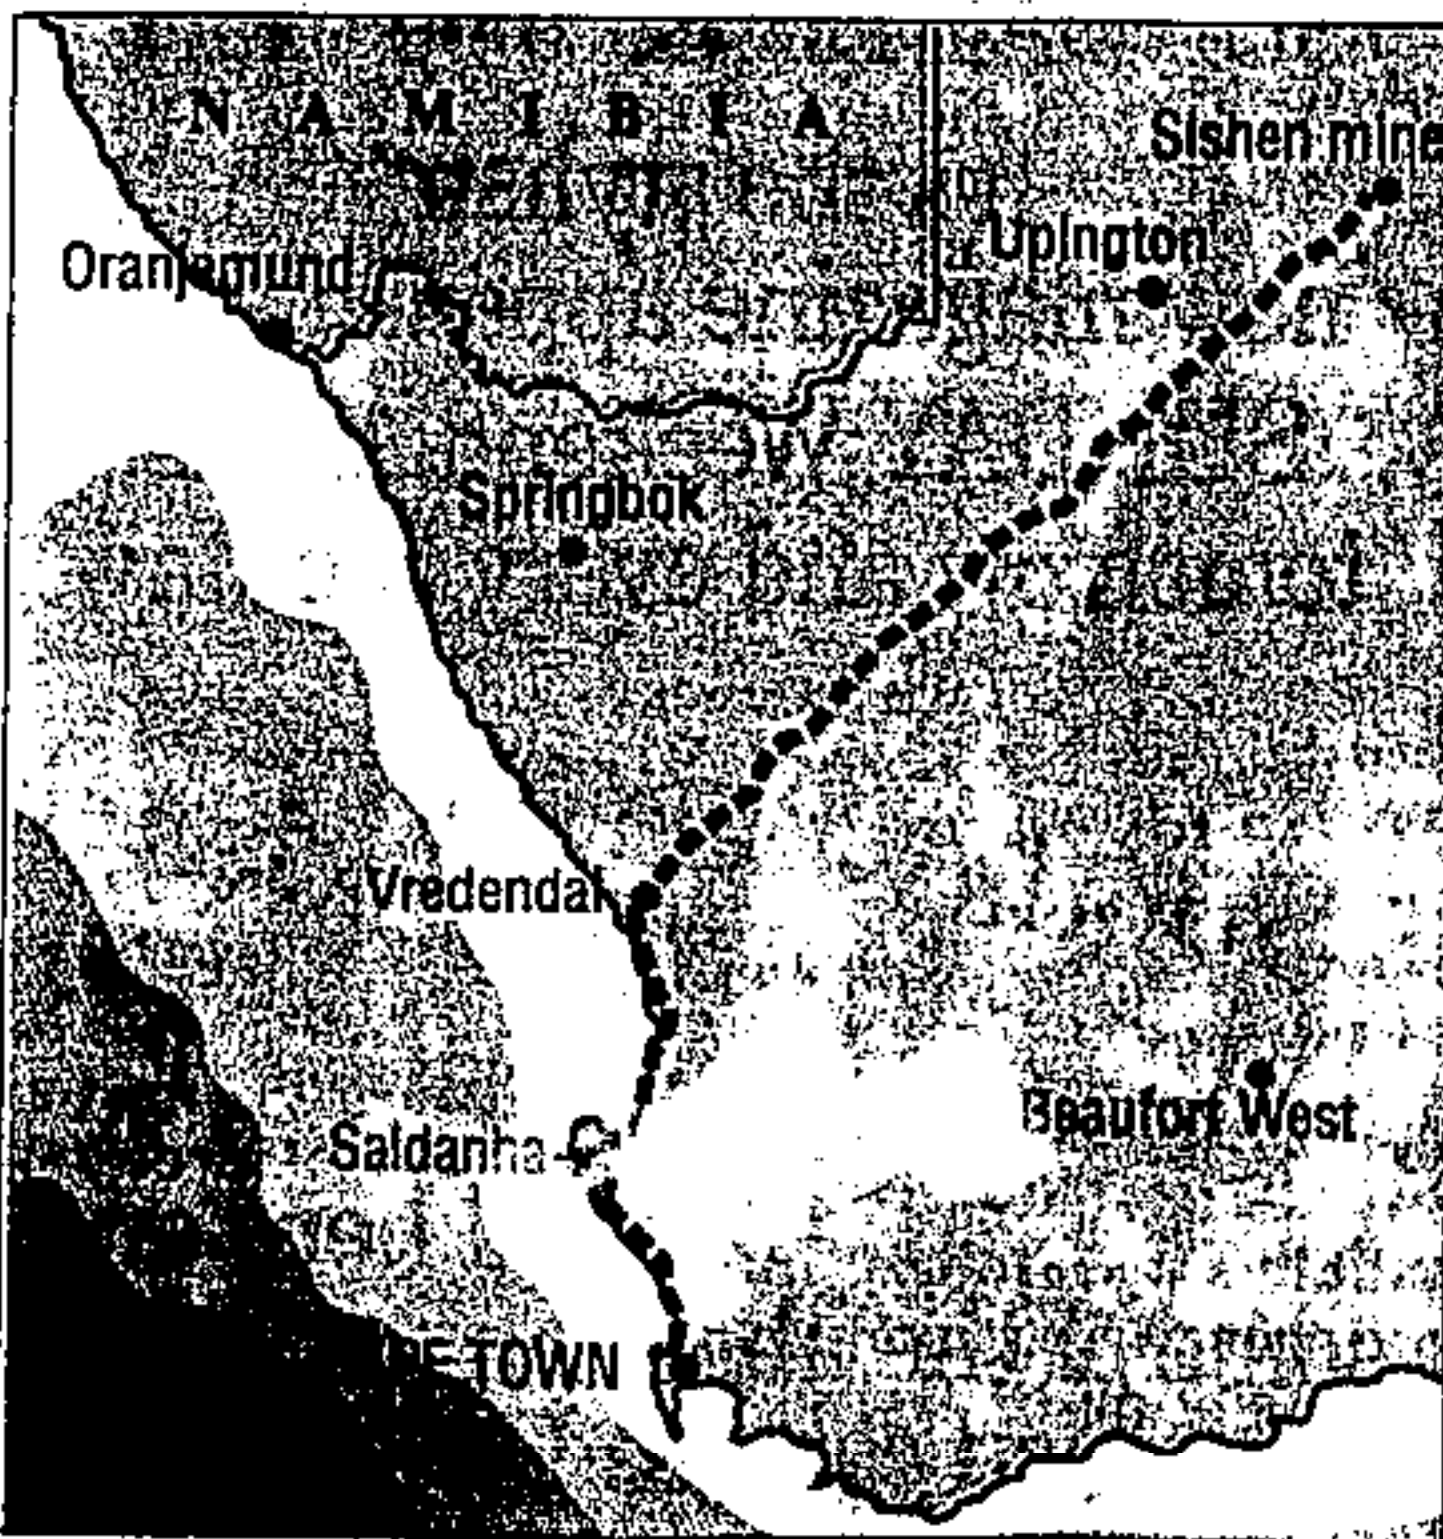 NAMIBIA
Sishen mine
Upington
Oranjemund
Springbok
Vredendal
Beaufort West
Saldanha
TOWN